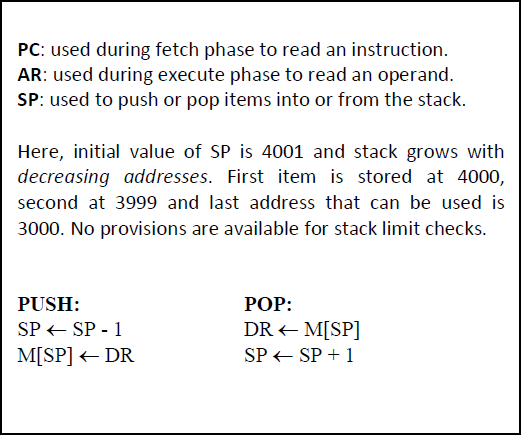 PC: used during fetch phase to read an instruction.
AR: used during execute phase to read an operand.
SP: used to push or pop items into or from the stack.
Here, initial value of SP is 4001 and stack grows with
decreasing addresses. First item is stored at 4000,
second at 3999 and last address that can be used is
3000. No provisions are available for stack limit checks.
PUSH:
SP ← SP - 1
M[SP] ← DR
POP:
DR ← M[SP]
SP ← SP + 1